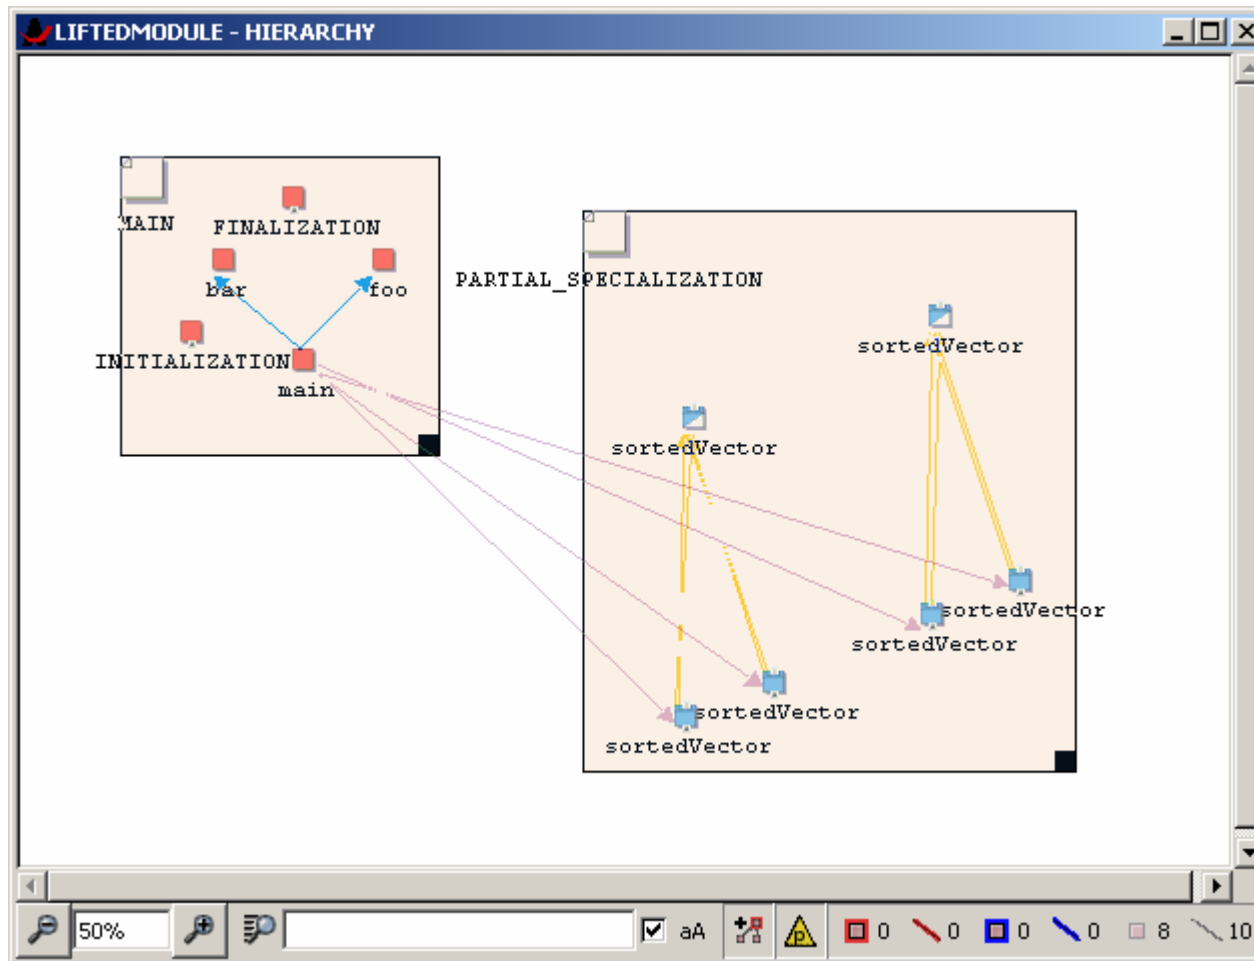 LIFTEDMODULE - HIERARCHY
MAIN
FINALIZATION
bar
foo
INITIALIZATION
main
PARTIAL_SPECIALIZATION
sortedVector
sortedVector
sortedVector
sortedVector
sortedVector
sortedVector
50%
aA
p
0
0
0
0
8
10